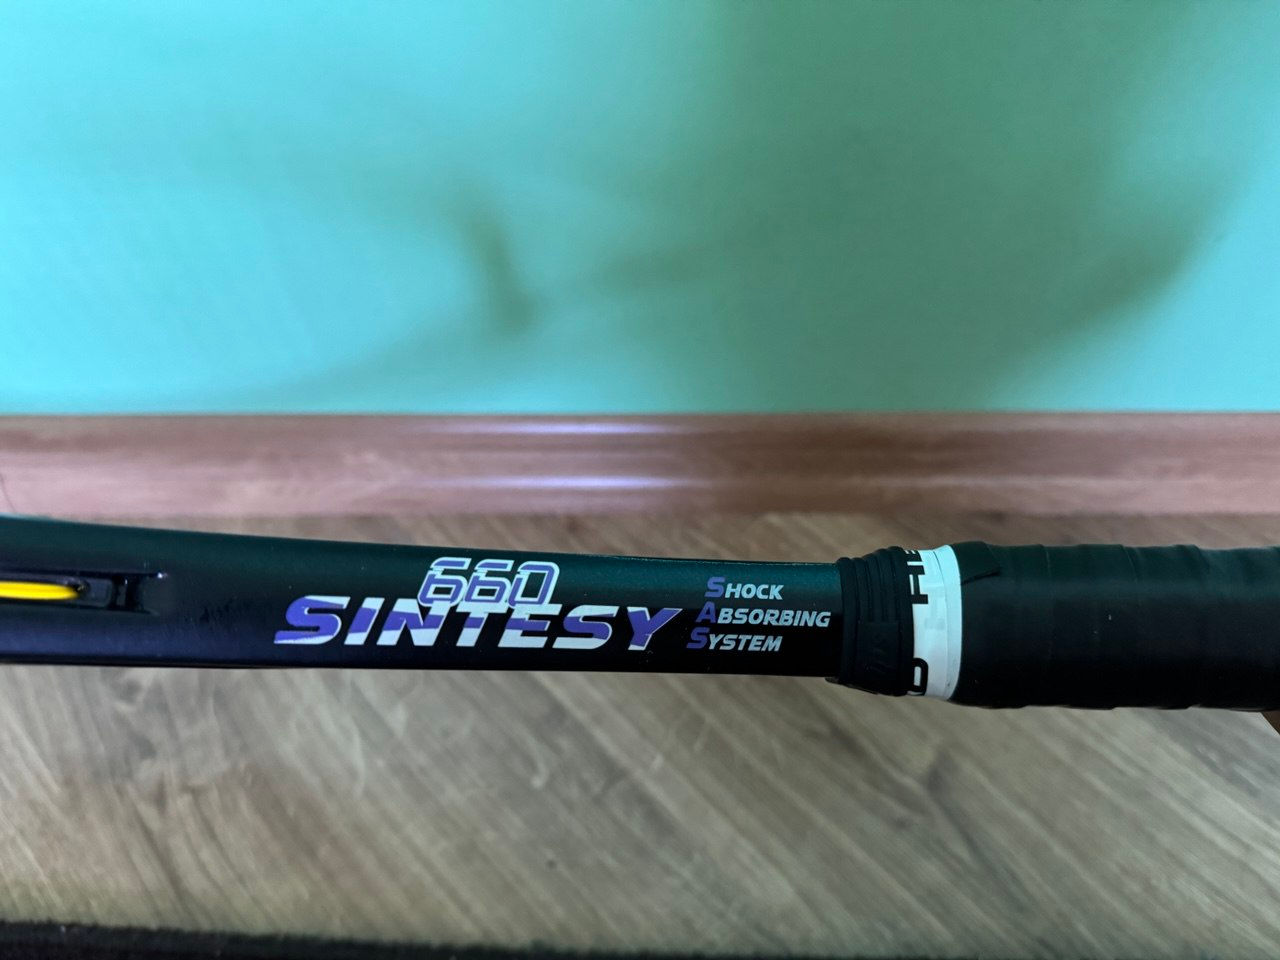 660
SINTESY
SHOCK
ABSORBING
SYSTEM